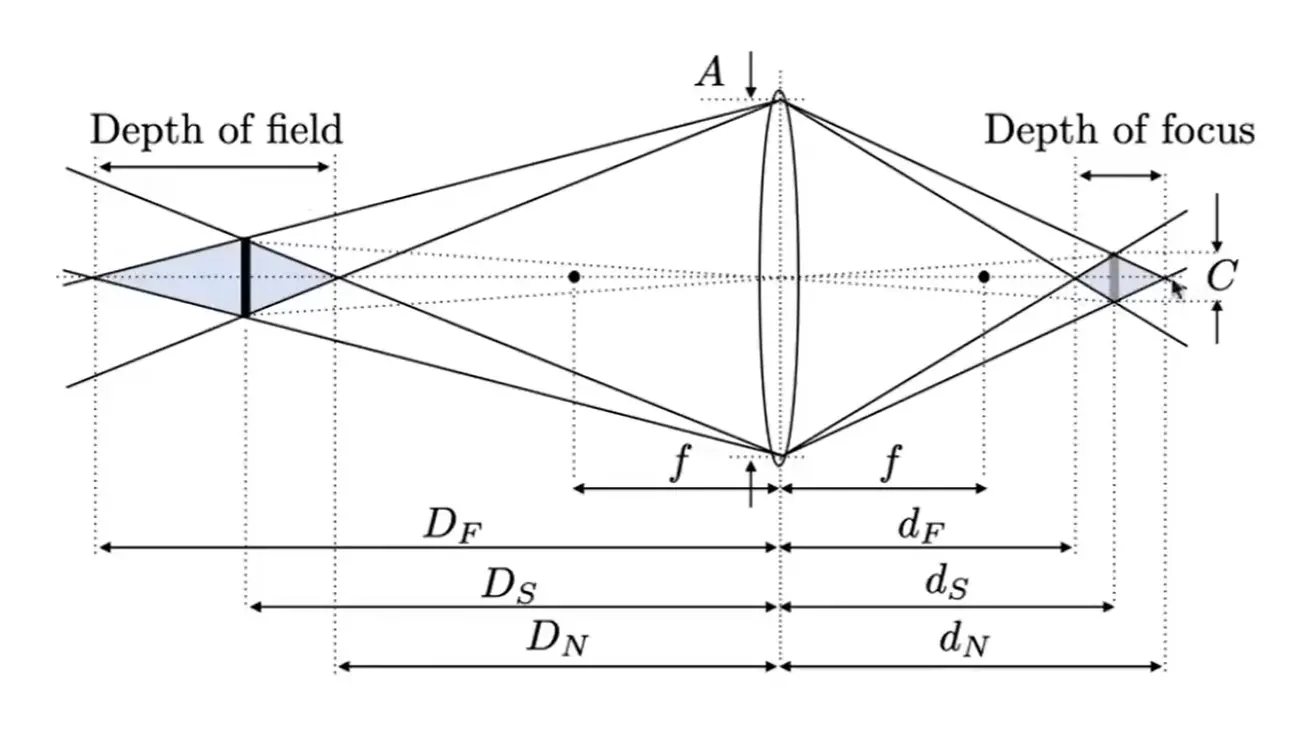 A
Depth of field
Depth of focus
C
f
f
D_F
d_F
D_S
d_S
D_N
d_N